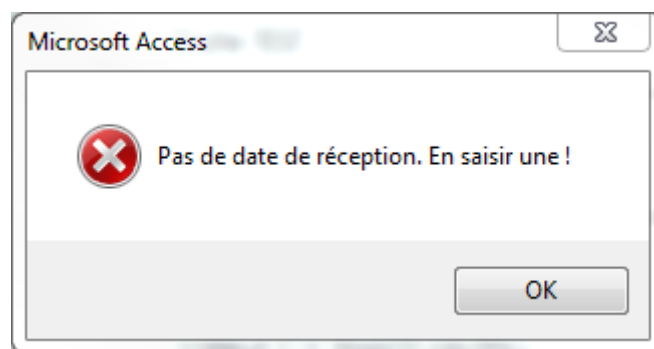 Microsoft Access
Pas de date de réception. En saisir une !
OK